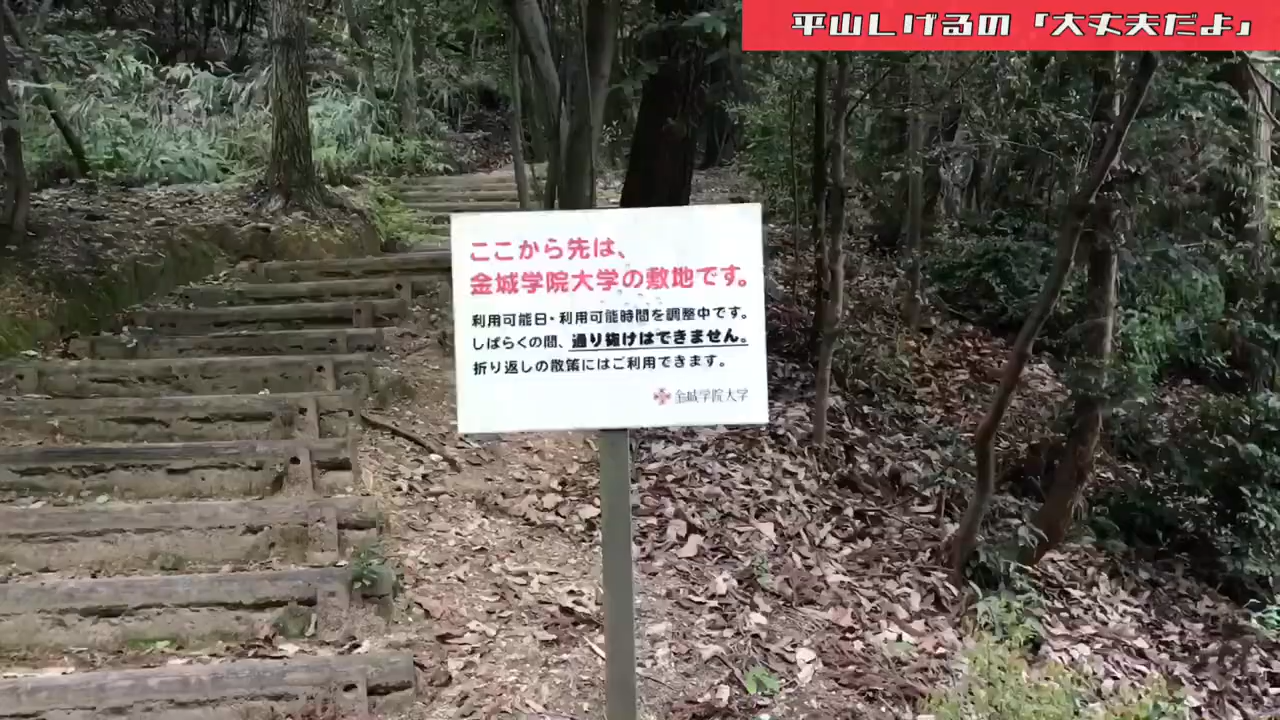 平山しげるの「大丈夫だよ」
ここから先は、
金城学院大学の敷地です。
利用可能日・利用可能時間を調整中です。
しばらくの間、通り抜けはできません。
折り返しの散策にはご利用できます。
金城学院大学